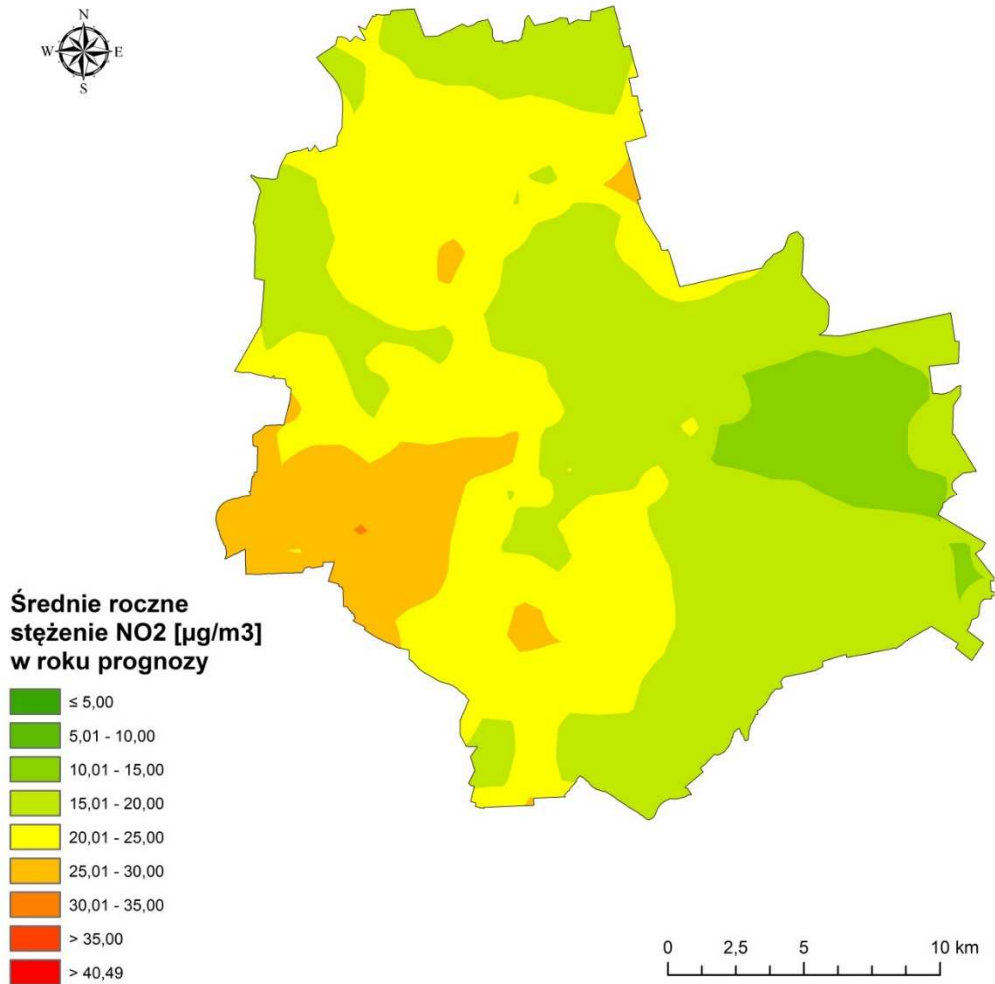 N
W E
S
Średnie roczne
stężenie NO2 [µg/m3]
w roku prognozy
≤ 5,00
5,01 - 10,00
10,01 - 15,00
15,01 - 20,00
20,01 - 25,00
25,01 - 30,00
30,01 - 35,00
> 35,00
> 40,49
0 2,5 5 10 km